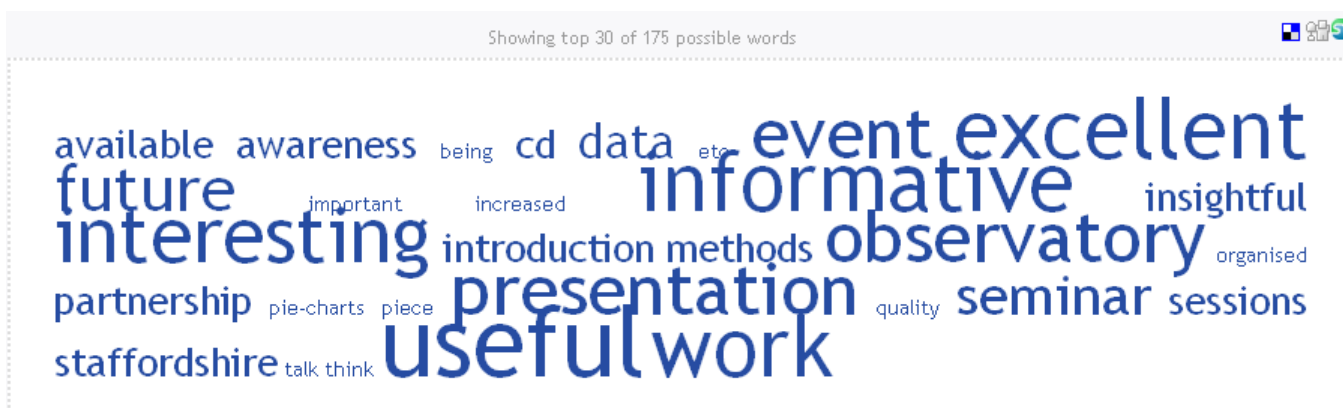 Showing top 30 of 175 possible words
available awareness being cd data etc event excellent
future important increased informative insightful
interesting introduction methods observatory organised
partnership pie-charts piece presentation quality seminar sessions
staffordshire talk think useful work